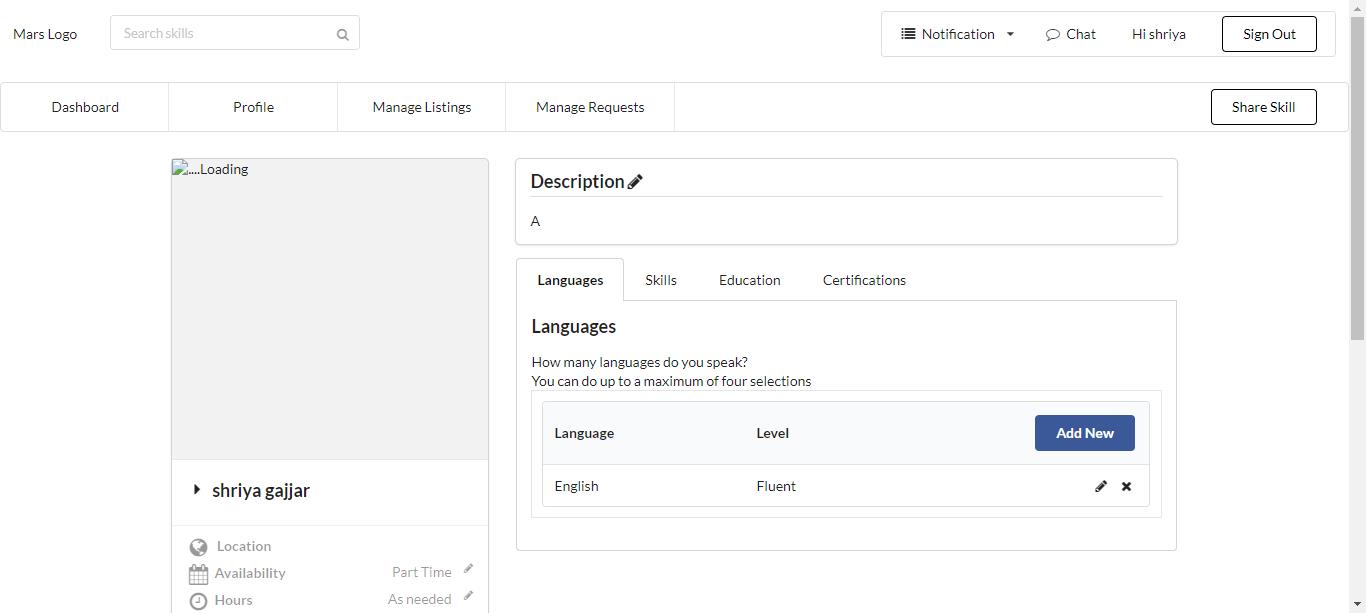 Mars Logo
Search skills
Notification
Chat
Hi shriya
Sign Out
Dashboard
Profile
Manage Listings
Manage Requests
Share Skill
....Loading
shriya gajjar
Location
Availability
Part Time
Hours
As needed
Description
A
Languages
Skills
Education
Certifications
Languages
How many languages do you speak?
You can do up to a maximum of four selections
Language
Level
Add New
English
Fluent